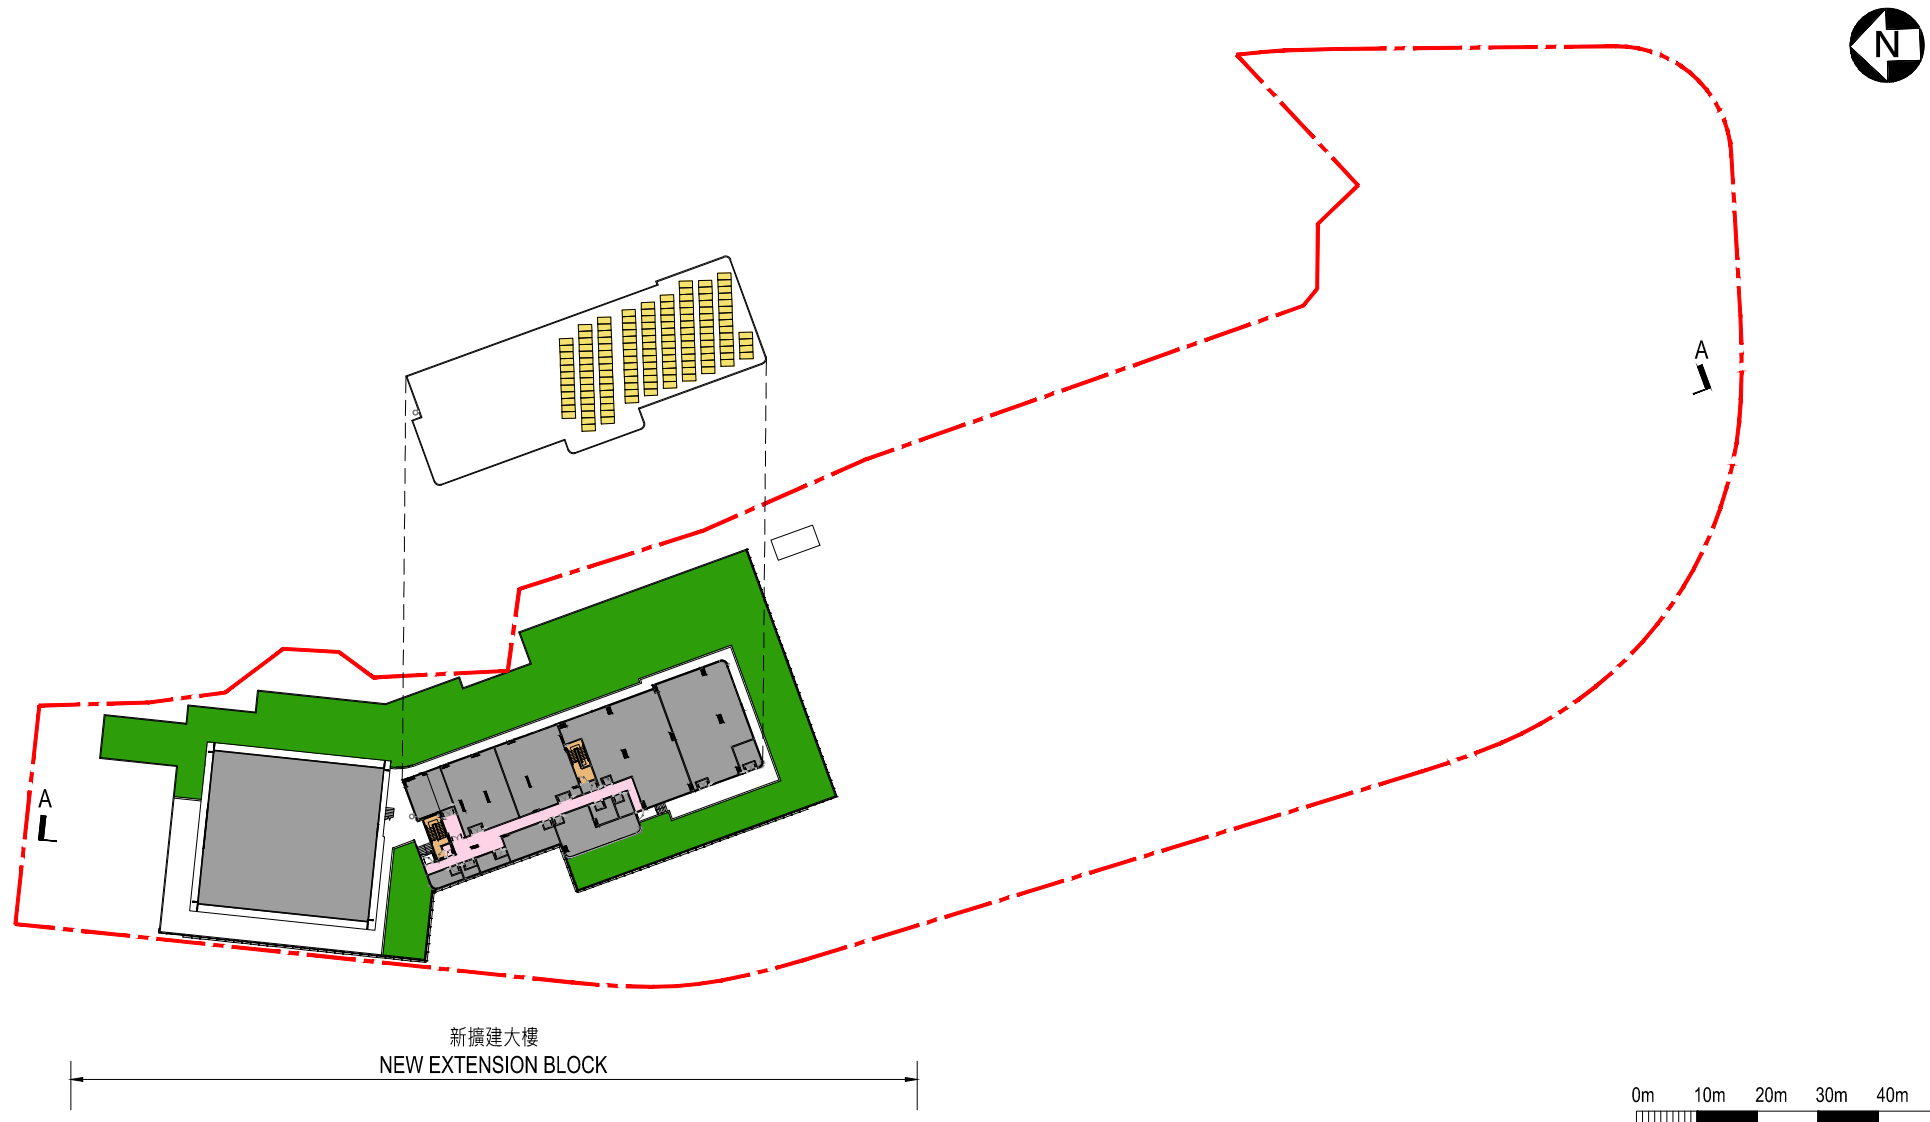 N
A
A
新擴建大樓
NEW EXTENSION BLOCK
0m 10m 20m 30m 40m